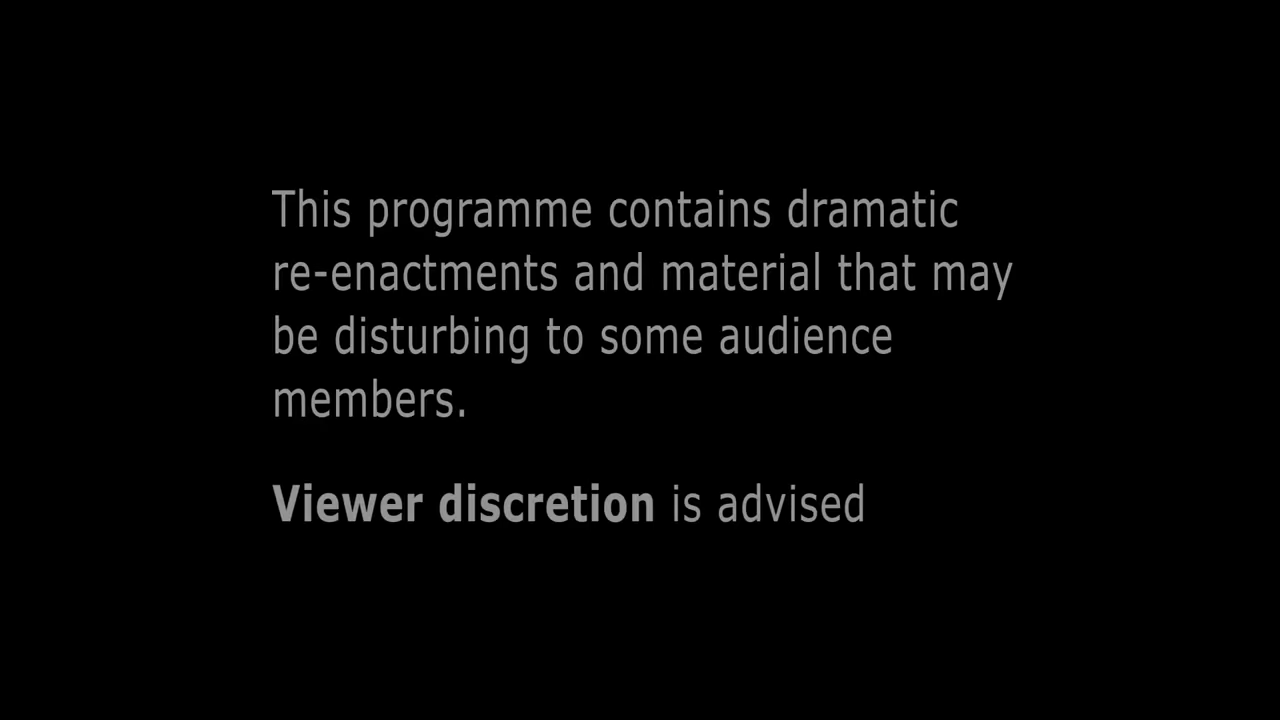 This programme contains dramatic
re-enactments and material that may
be disturbing to some audience
members.
Viewer discretion is advised